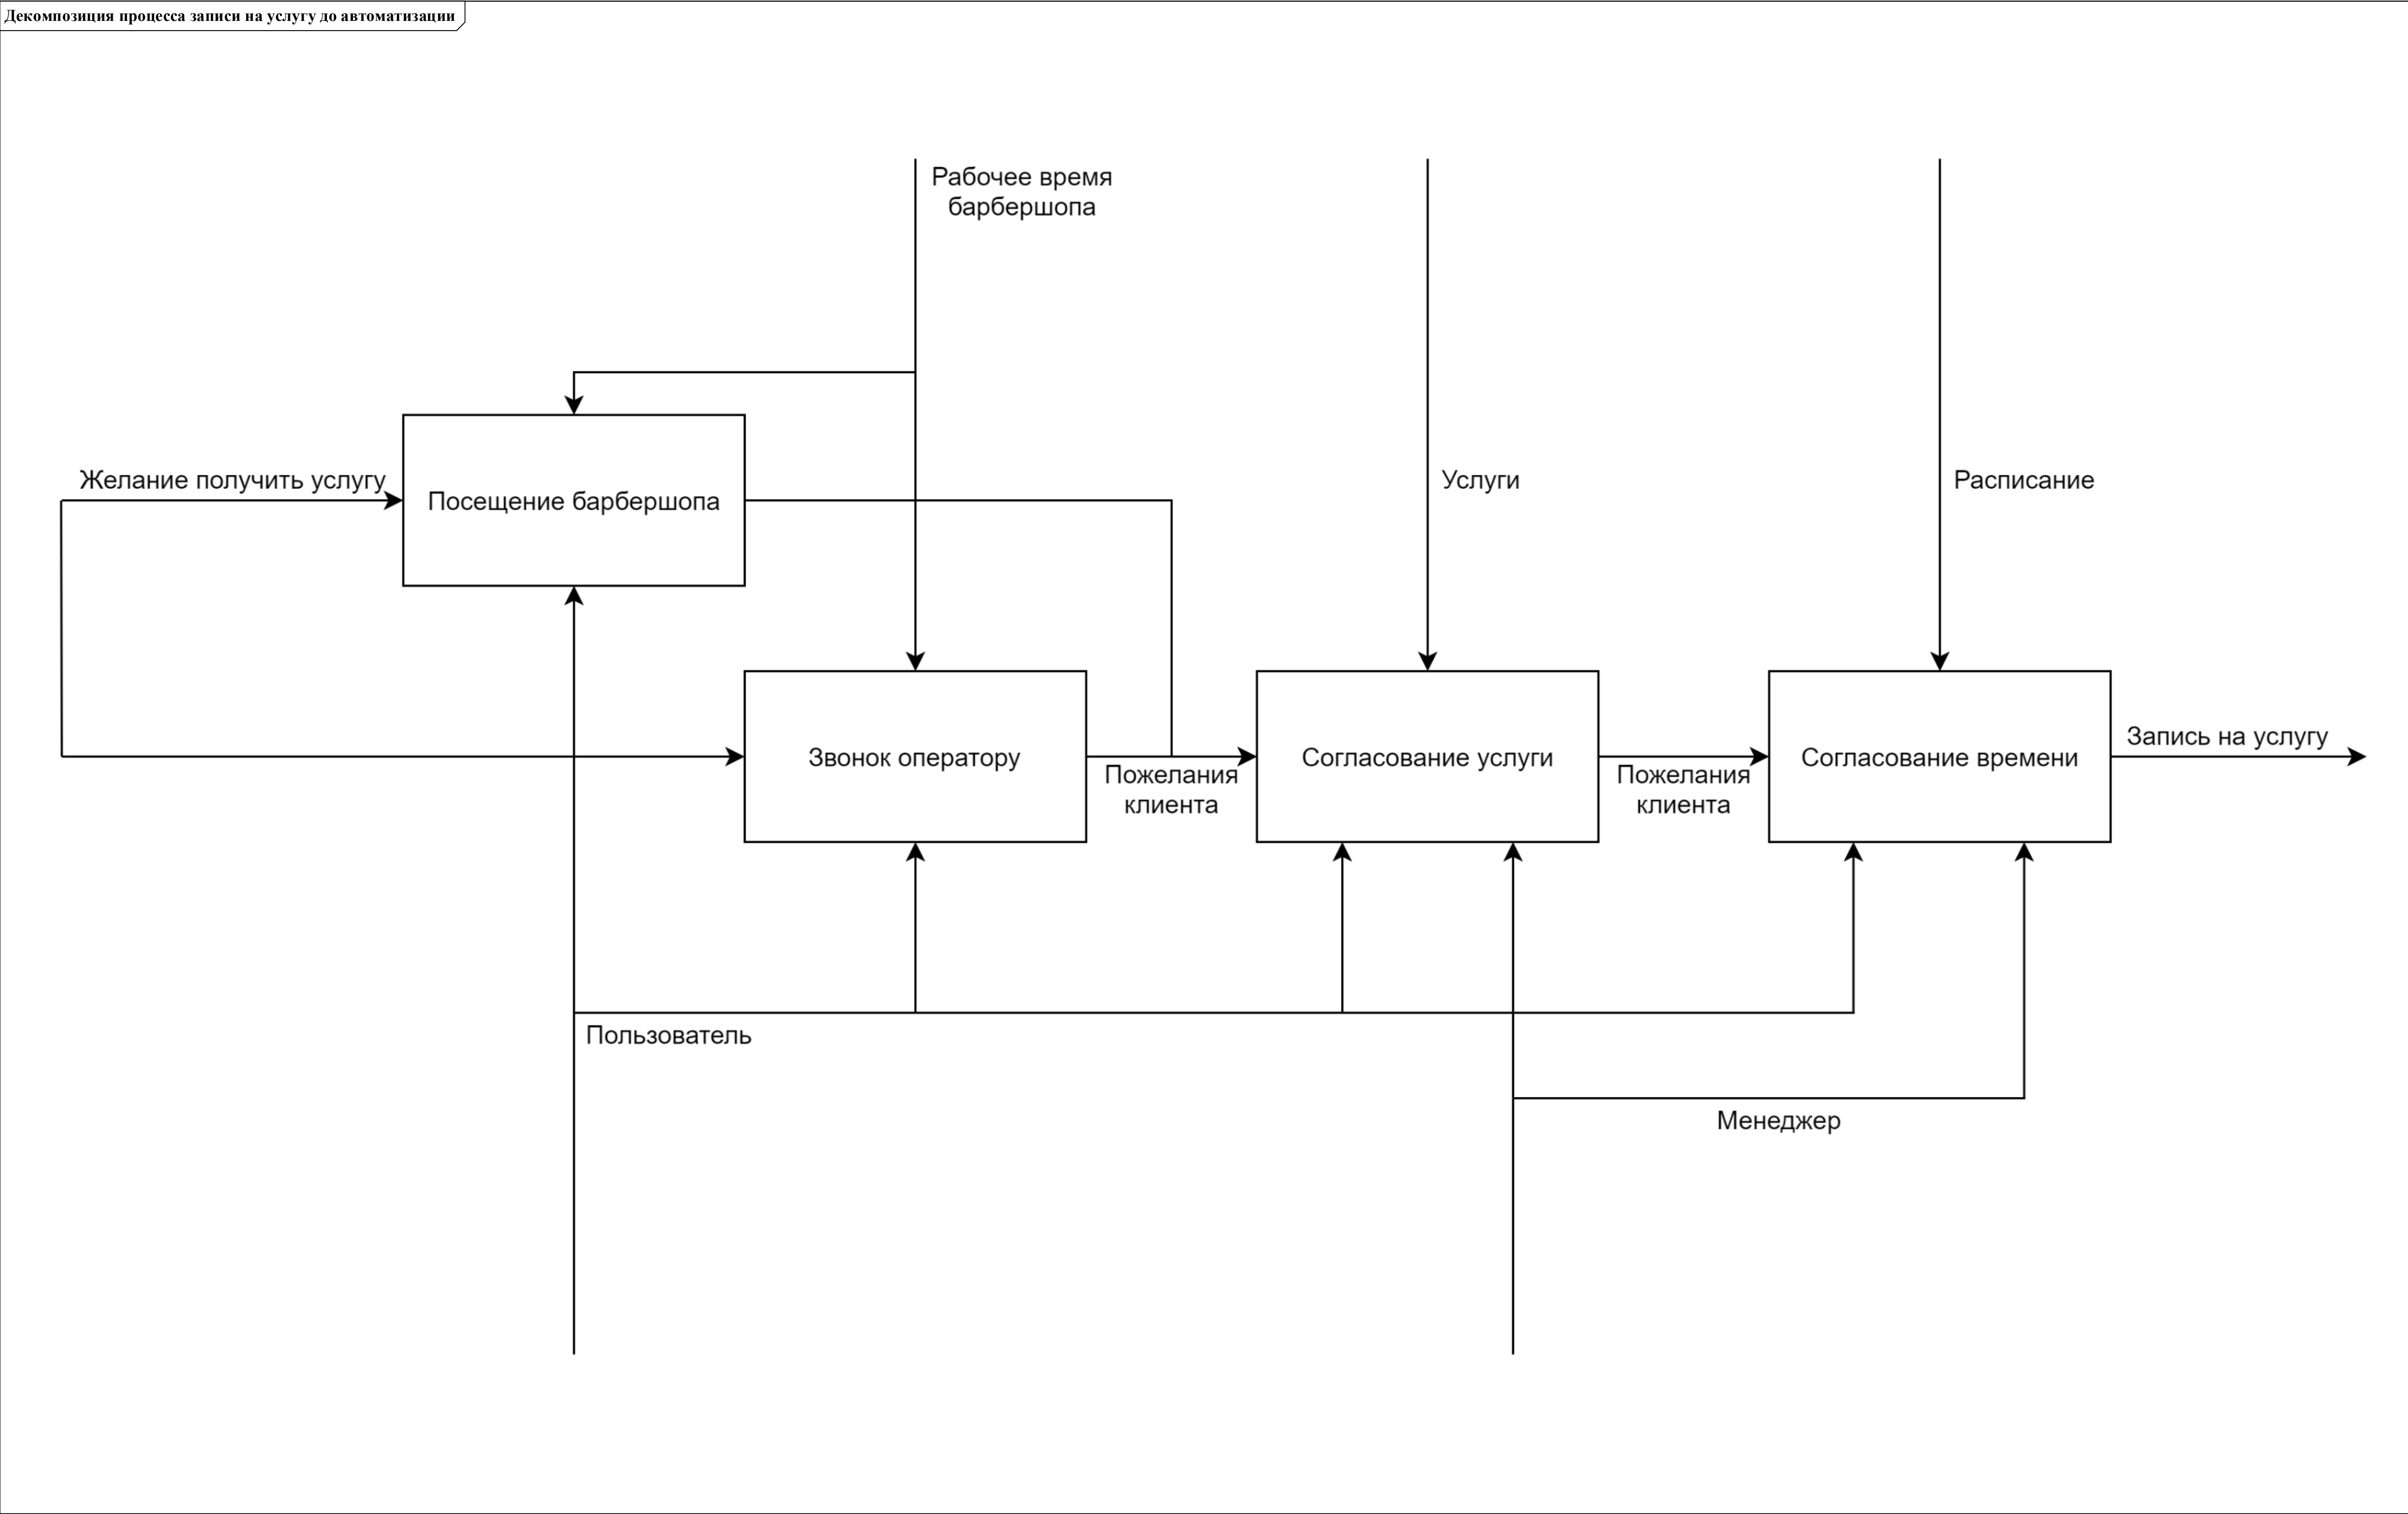 Декомпозиция процесса записи на услугу до автоматизации
Рабочее время
барбершопа
Желание получить услугу
Посещение барбершопа
Услуги
Расписание
Звонок оператору
Пожелания
клиента
Согласование услуги
Пожелания
клиента
Согласование времени
Запись на услугу
Пользователь
Менеджер